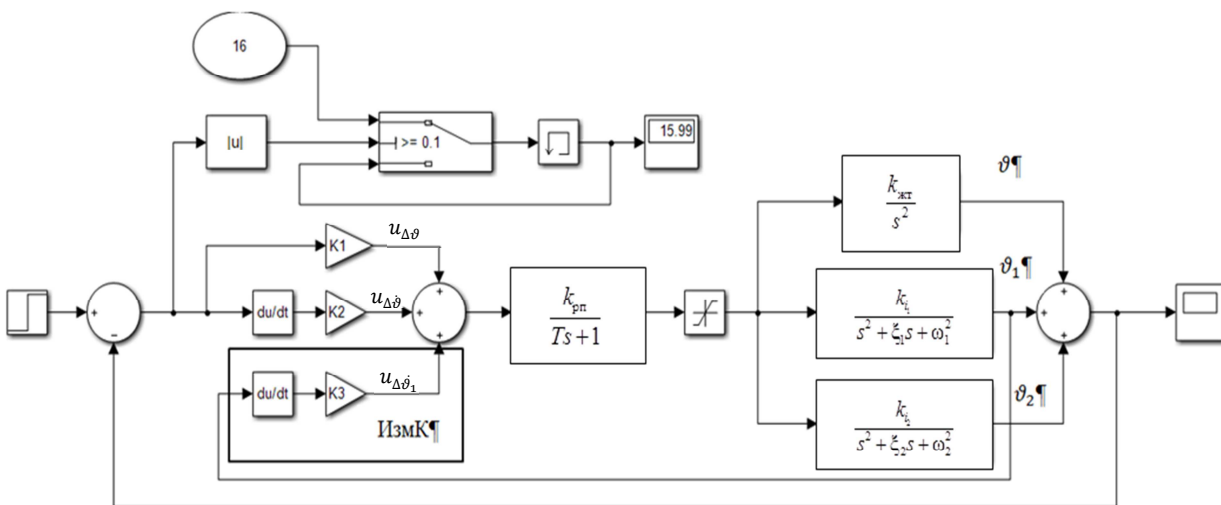 16
|u|
>= 0.1
15.99
ϑ¶
k_жт
s²
K1
u_Δϑ
+
−
du/dt
K2
u_Δϑ̇
+
+
+
k_рп
Ts+1
ϑ₁¶
k_i₁
s²+ξ₁s+ω₁²
+
+
+
du/dt
K3
u_Δϑ̇₁
ИзмК¶
ϑ₂¶
k_i₂
s²+ξ₂s+ω₂²